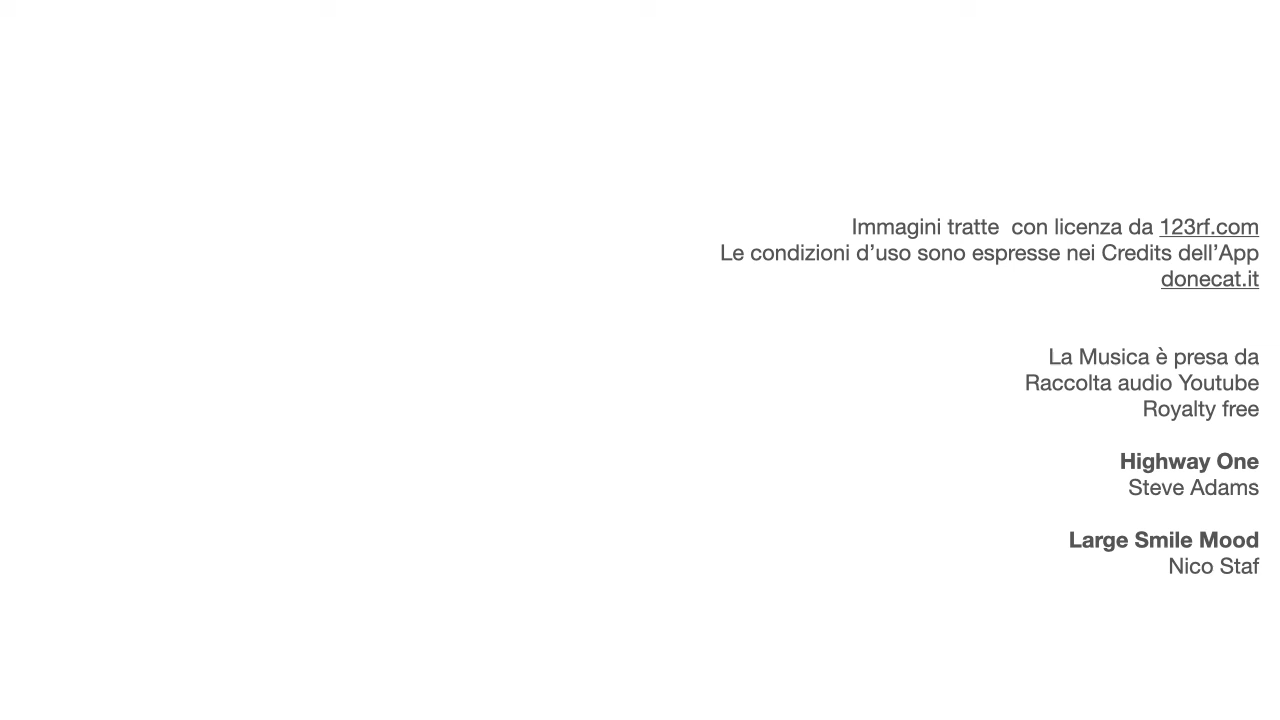 Immagini tratte  con licenza da 123rf.com
Le condizioni d’uso sono espresse nei Credits dell’App
donecat.it
La Musica è presa da
Raccolta audio Youtube
Royalty free
Highway One
Steve Adams
Large Smile Mood
Nico Staf